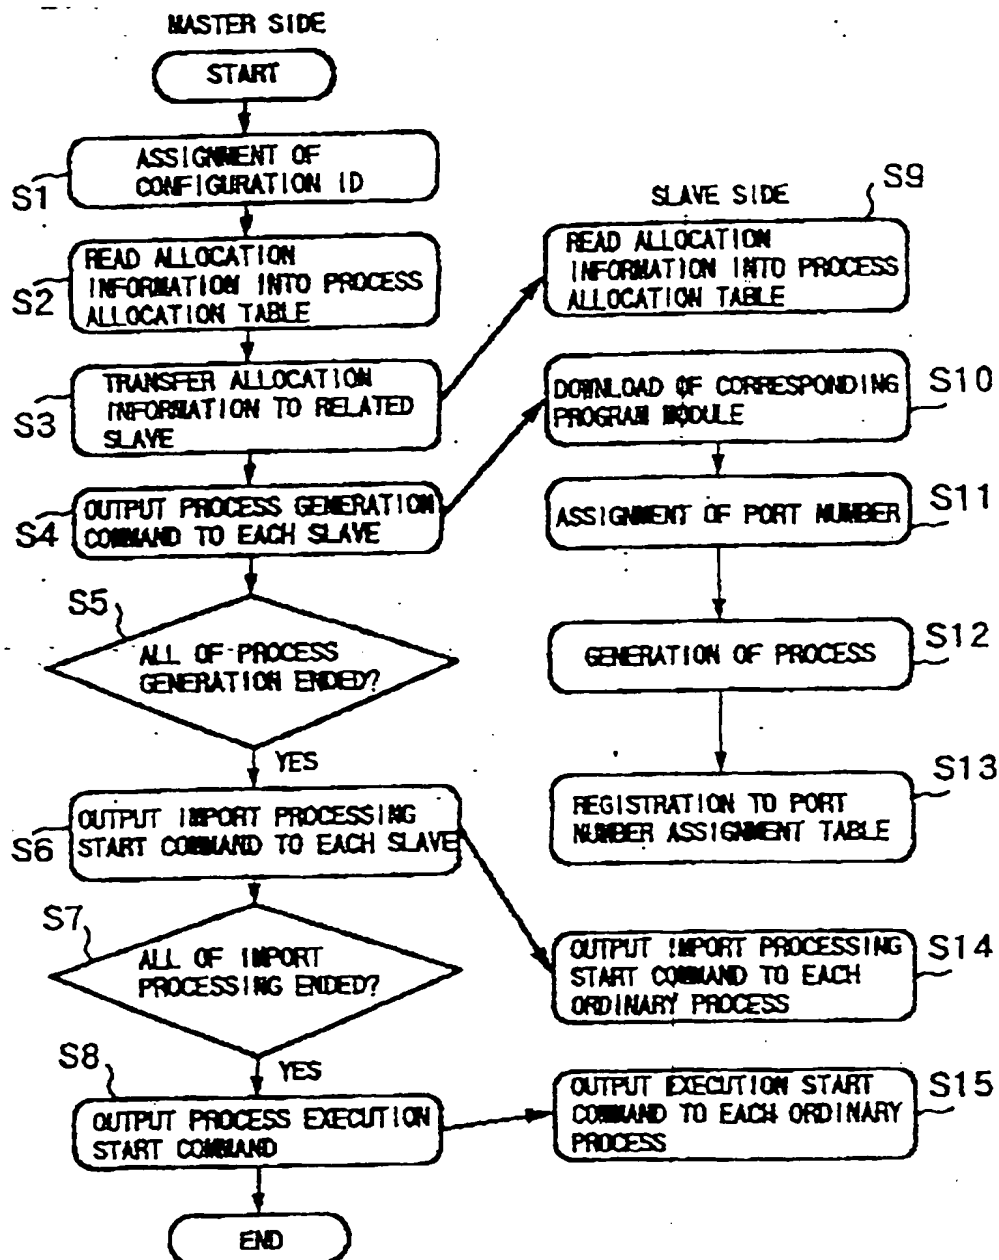 MASTER SIDE
START
S1
ASSIGNMENT OF
CONFIGURATION ID
S2
READ ALLOCATION
INFORMATION INTO PROCESS
ALLOCATION TABLE
S3
TRANSFER ALLOCATION
INFORMATION TO RELATED
SLAVE
S4
OUTPUT PROCESS GENERATION
COMMAND TO EACH SLAVE
S5
ALL OF PROCESS
GENERATION ENDED?
YES
S6
OUTPUT IMPORT PROCESSING
START COMMAND TO EACH SLAVE
S7
ALL OF IMPORT
PROCESSING ENDED?
YES
S8
OUTPUT PROCESS EXECUTION
START COMMAND
END
SLAVE SIDE
S9
READ ALLOCATION
INFORMATION INTO PROCESS
ALLOCATION TABLE
S10
DOWNLOAD OF CORRESPONDING
PROGRAM MODULE
S11
ASSIGNMENT OF PORT NUMBER
S12
GENERATION OF PROCESS
S13
REGISTRATION TO PORT
NUMBER ASSIGNMENT TABLE
S14
OUTPUT IMPORT PROCESSING
START COMMAND TO EACH
ORDINARY PROCESS
S15
OUTPUT EXECUTION START
COMMAND TO EACH ORDINARY
PROCESS